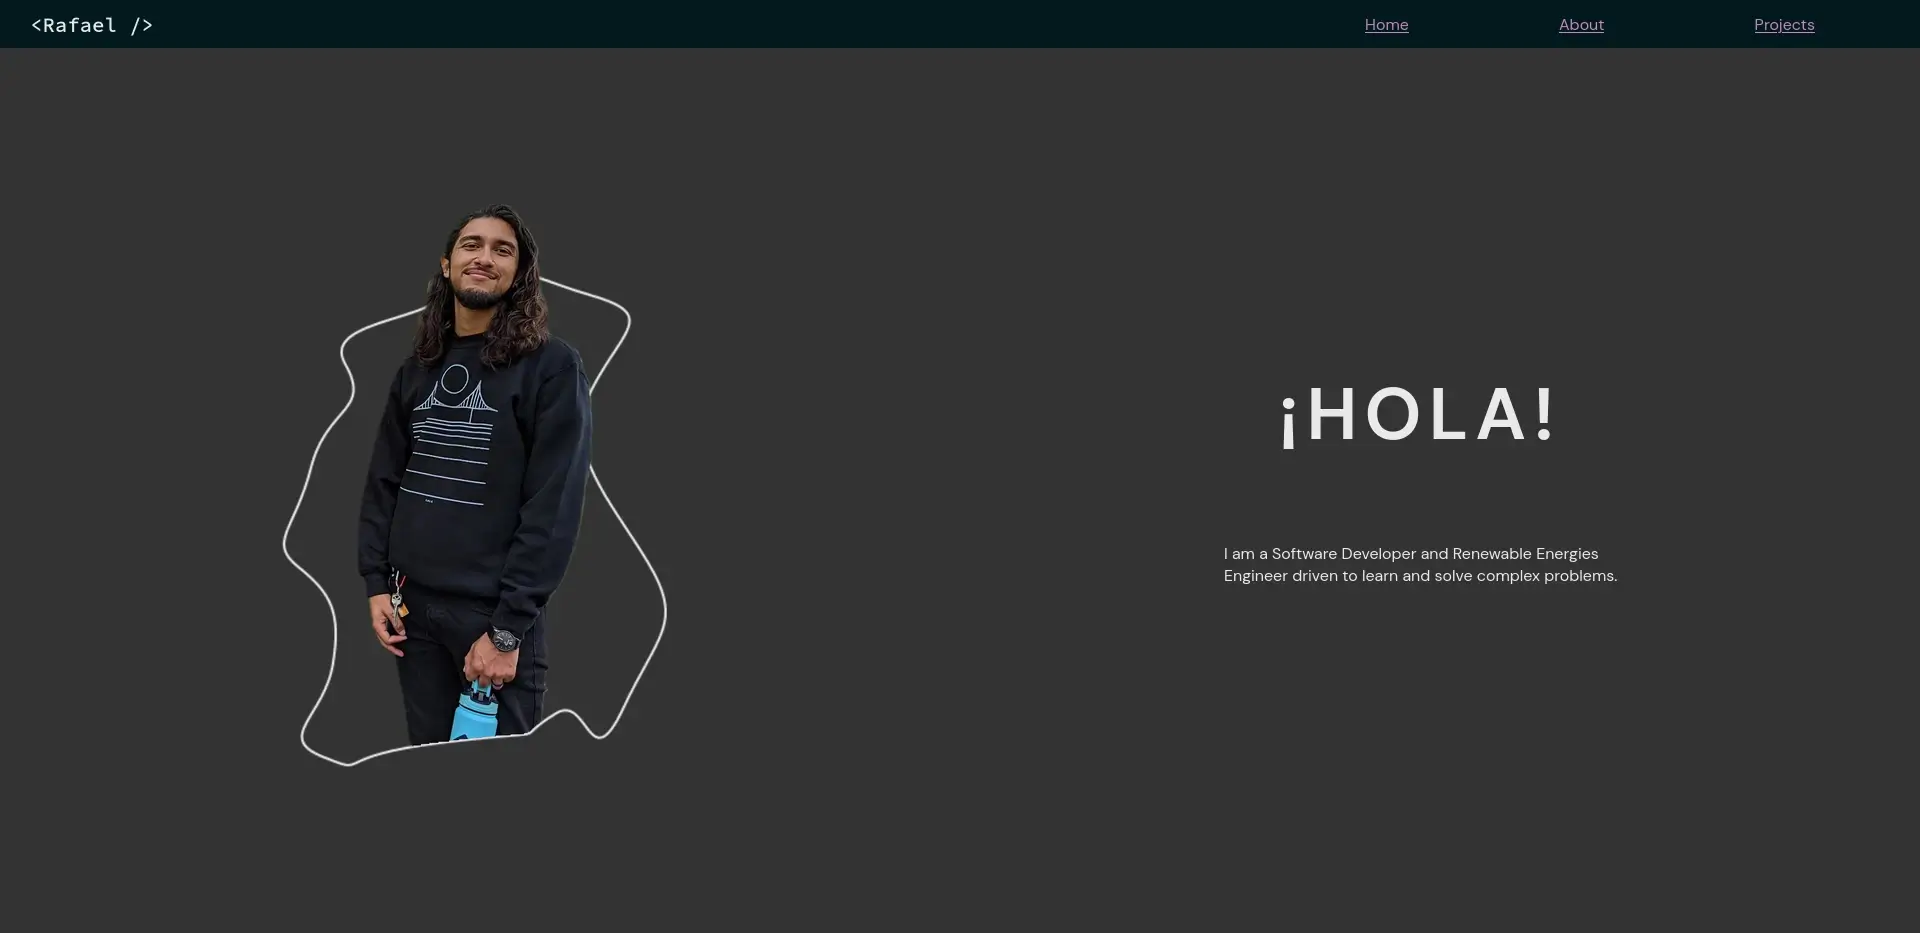 <Rafael />
Home
About
Projects
¡HOLA!
I am a Software Developer and Renewable Energies
Engineer driven to learn and solve complex problems.